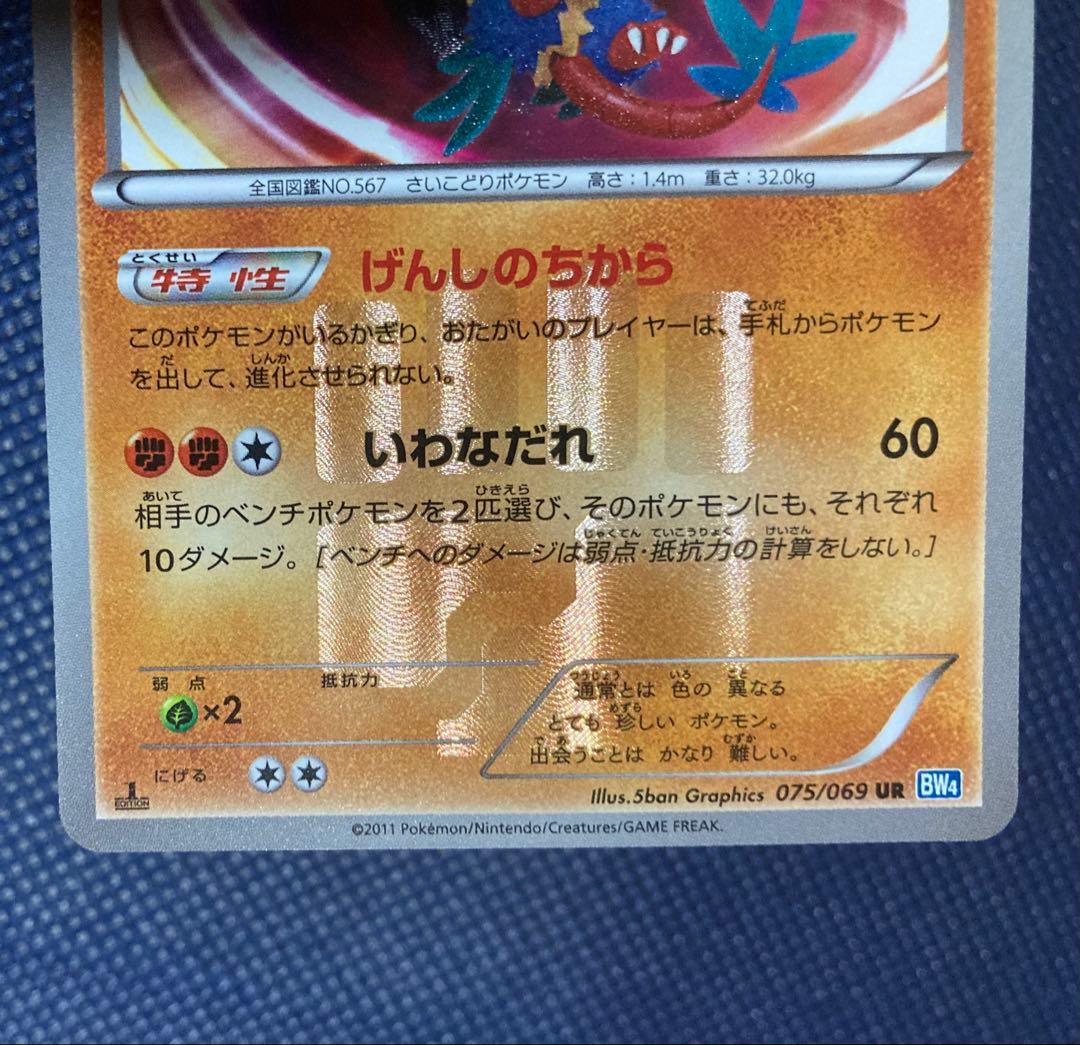 全国図鑑NO.567 さいこどりポケモン 高さ：1.4m 重さ：32.0kg
とくせい
特性 げんしのちから
このポケモンがいるかぎり、おたがいのプレイヤーは、手札からポケモン
てふだ
を出して、進化させられない。
だ しんか
いわなだれ 60
相手のベンチポケモンを2匹選び、そのポケモンにも、それぞれ
あいて ひきえら
10ダメージ。[ベンチへのダメージは弱点・抵抗力の計算をしない。]
じゃくてん ていこうりょく けいさん
弱点 抵抗力
×2
にげる
通常とは 色の 異なる
つうじょう いろ こと
とても 珍しい ポケモン。
めずら
出会うことは かなり 難しい。
であ むずか
1 EDITION
Illus.5ban Graphics 075/069 UR BW4
©2011 Pokémon/Nintendo/Creatures/GAME FREAK.